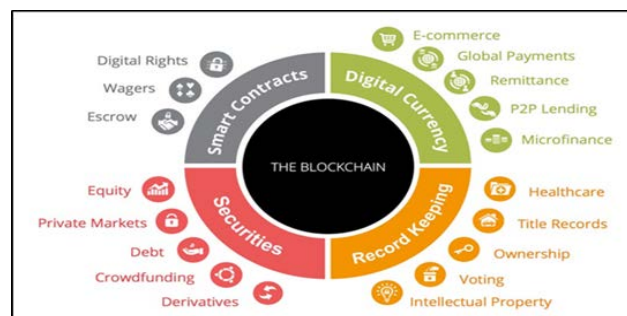 Digital Rights
Wagers
Escrow
Smart Contracts
Digital Currency
E-commerce
Global Payments
Remittance
P2P Lending
Microfinance
THE BLOCKCHAIN
Equity
Private Markets
Debt
Crowdfunding
Derivatives
Securities
Record Keeping
Healthcare
Title Records
Ownership
Voting
Intellectual Property